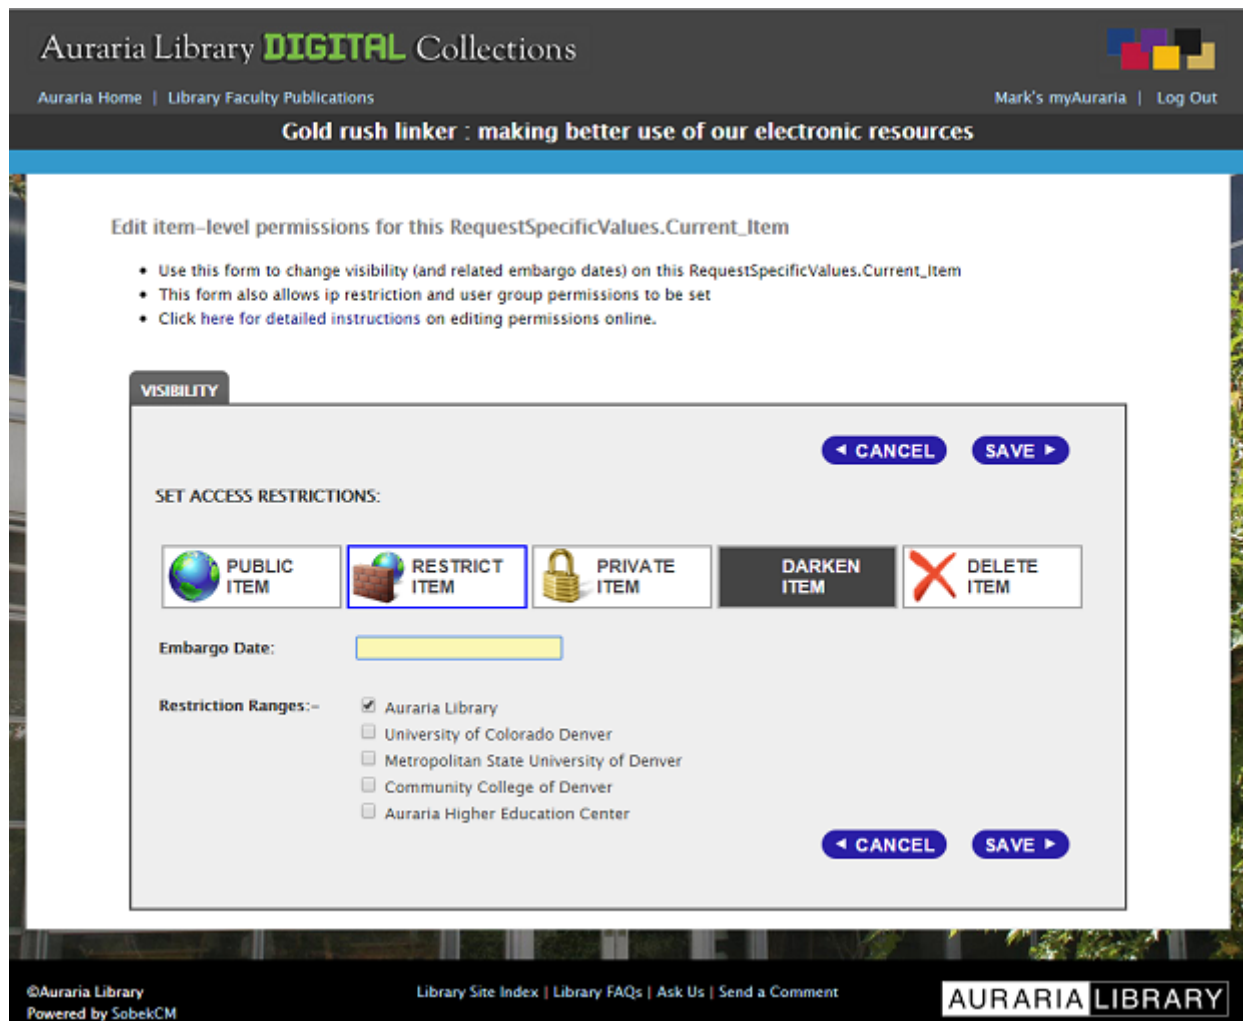 Auraria Library DIGITAL Collections
Auraria Home | Library Faculty Publications
Mark's myAuraria | Log Out
Gold rush linker : making better use of our electronic resources
Edit item-level permissions for this RequestSpecificValues.Current_Item
• Use this form to change visibility (and related embargo dates) on this RequestSpecificValues.Current_Item
• This form also allows ip restriction and user group permissions to be set
• Click here for detailed instructions on editing permissions online.
VISIBILITY
CANCEL SAVE
SET ACCESS RESTRICTIONS:
PUBLIC
ITEM
RESTRICT
ITEM
PRIVATE
ITEM
DARKEN
ITEM
DELETE
ITEM
Embargo Date:
Restriction Ranges:-
Auraria Library
University of Colorado Denver
Metropolitan State University of Denver
Community College of Denver
Auraria Higher Education Center
CANCEL SAVE
©Auraria Library
Powered by SobekCM
Library Site Index | Library FAQs | Ask Us | Send a Comment
AURARIA LIBRARY